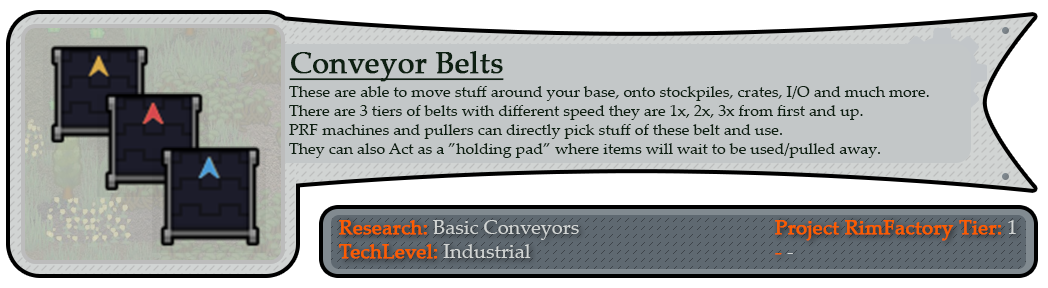 Conveyor Belts
These are able to move stuff around your base, onto stockpiles, crates, I/O and much more.
There are 3 tiers of belts with different speed they are 1x, 2x, 3x from first and up.
PRF machines and pullers can directly pick stuff of these belt and use.
They can also Act as a ”holding pad” where items will wait to be used/pulled away.
Research: Basic Conveyors
Project RimFactory Tier: 1
TechLevel: Industrial
- -